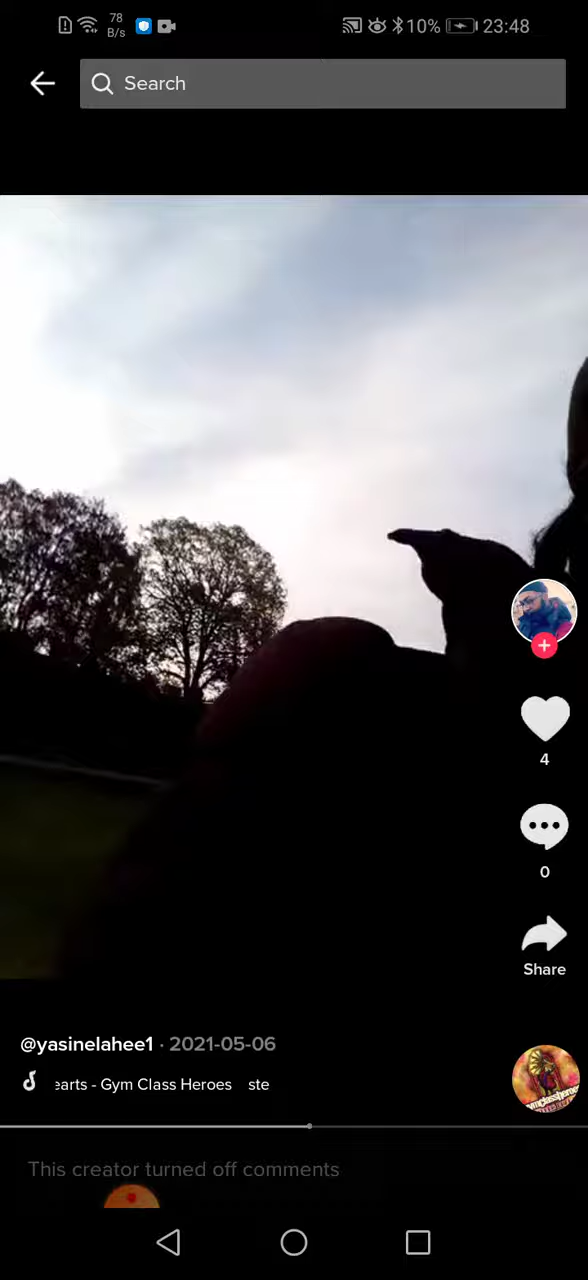 78
B/s
10%
23:48
Search
4
0
Share
@yasinelahee1 · 2021-05-06
earts - Gym Class Heroes ste
This creator turned off comments